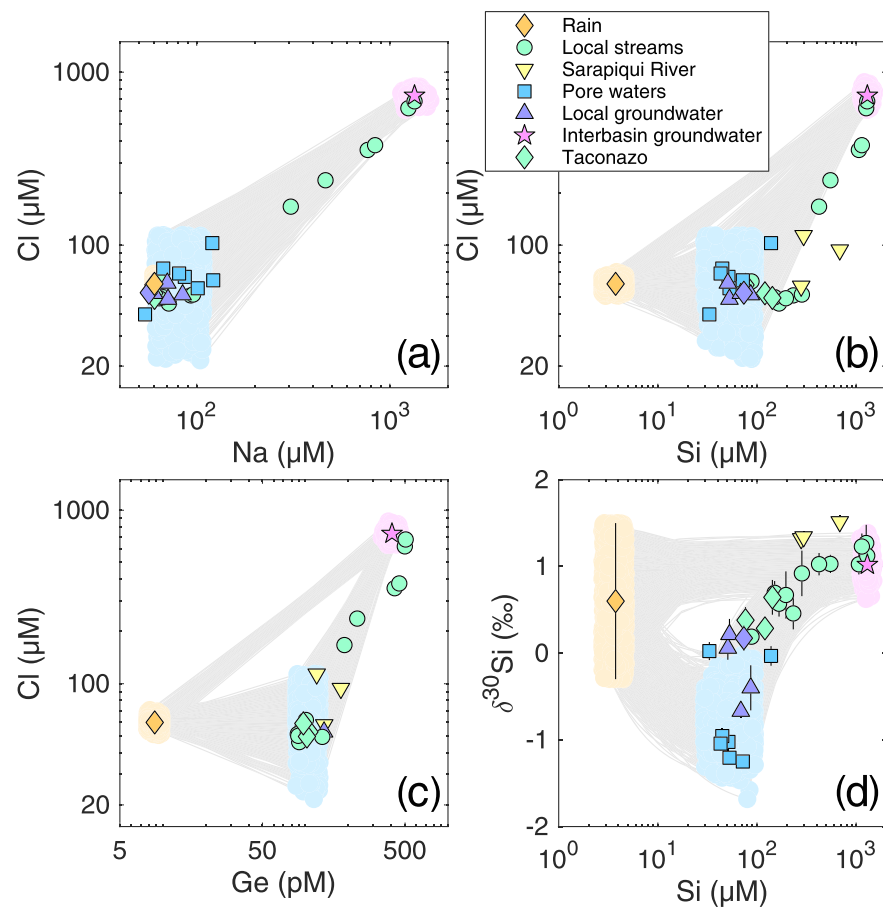 Rain
Local streams
Sarapiqui River
Pore waters
Local groundwater
Interbasin groundwater
Taconazo
1000
100
20
Cl (µM)
10²
10³
Na (µM)
(a)
1000
100
20
Cl (µM)
10⁰
10¹
10²
10³
Si (µM)
(b)
1000
100
20
Cl (µM)
5
50
500
Ge (pM)
(c)
2
1
0
-1
-2
δ³⁰Si (‰)
10⁰
10¹
10²
10³
Si (µM)
(d)